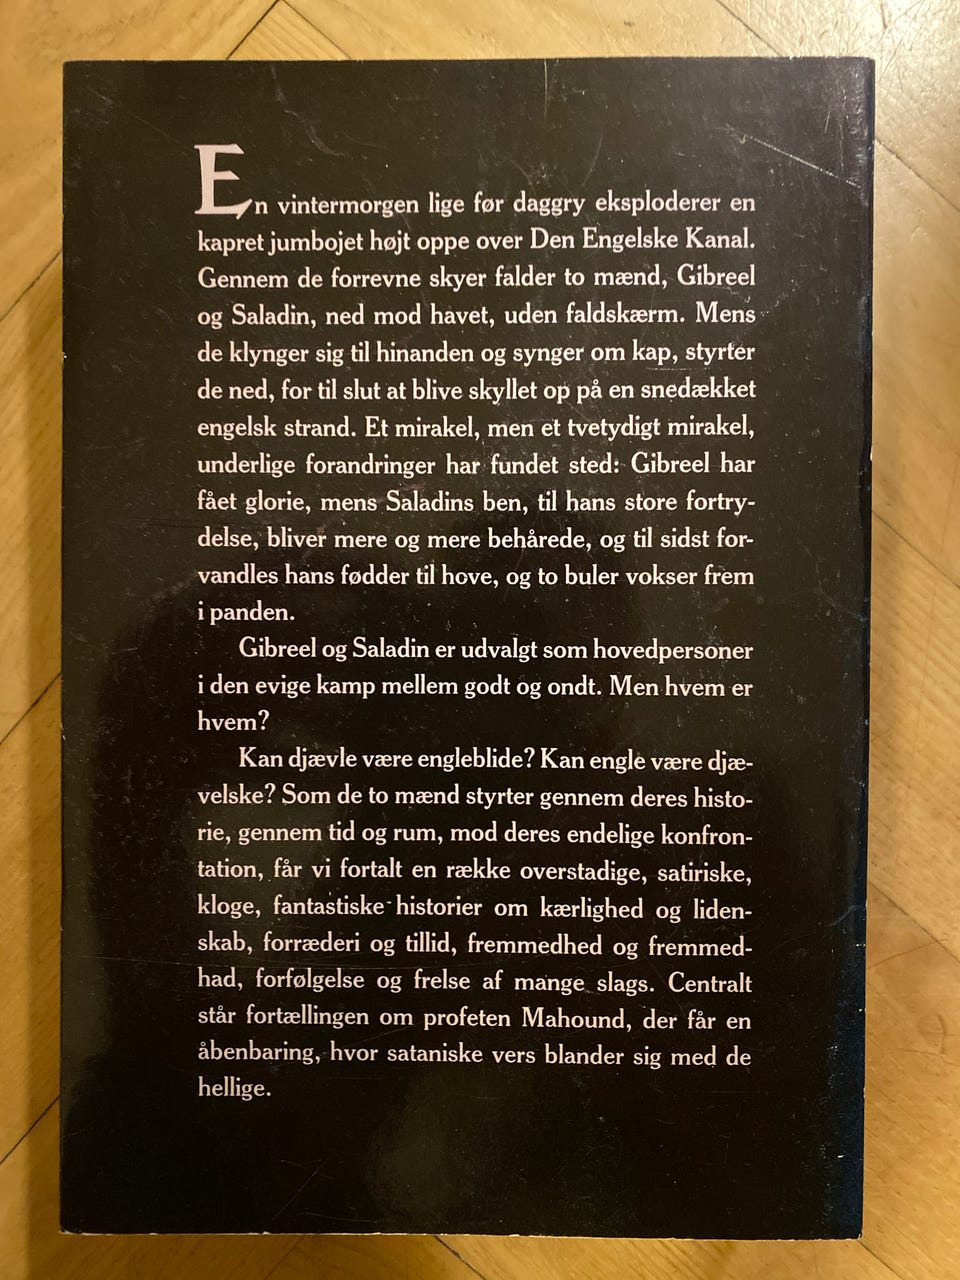 En vintermorgen lige før daggry eksploderer en
kapret jumbojet højt oppe over Den Engelske Kanal.
Gennem de forrevne skyer falder to mænd, Gibreel
og Saladin, ned mod havet, uden faldskærm. Mens
de klynger sig til hinanden og synger om kap, styrter
de ned, for til slut at blive skyllet op på en snedækket
engelsk strand. Et mirakel, men et tvetydigt mirakel,
underlige forandringer har fundet sted: Gibreel har
fået glorie, mens Saladins ben, til hans store fortry-
delse, bliver mere og mere behårede, og til sidst for-
vandles hans fødder til hove, og to buler vokser frem
i panden.
Gibreel og Saladin er udvalgt som hovedpersoner
i den evige kamp mellem godt og ondt. Men hvem er
hvem?
Kan djævle være engleblide? Kan engle være djæ-
velske? Som de to mænd styrter gennem deres histo-
rie, gennem tid og rum, mod deres endelige konfron-
tation, får vi fortalt en række overstadige, satiriske,
kloge, fantastiske historier om kærlighed og liden-
skab, forræderi og tillid, fremmedhed og fremmed-
had, forfølgelse og frelse af mange slags. Centralt
står fortællingen om profeten Mahound, der får en
åbenbaring, hvor sataniske vers blander sig med de
hellige.